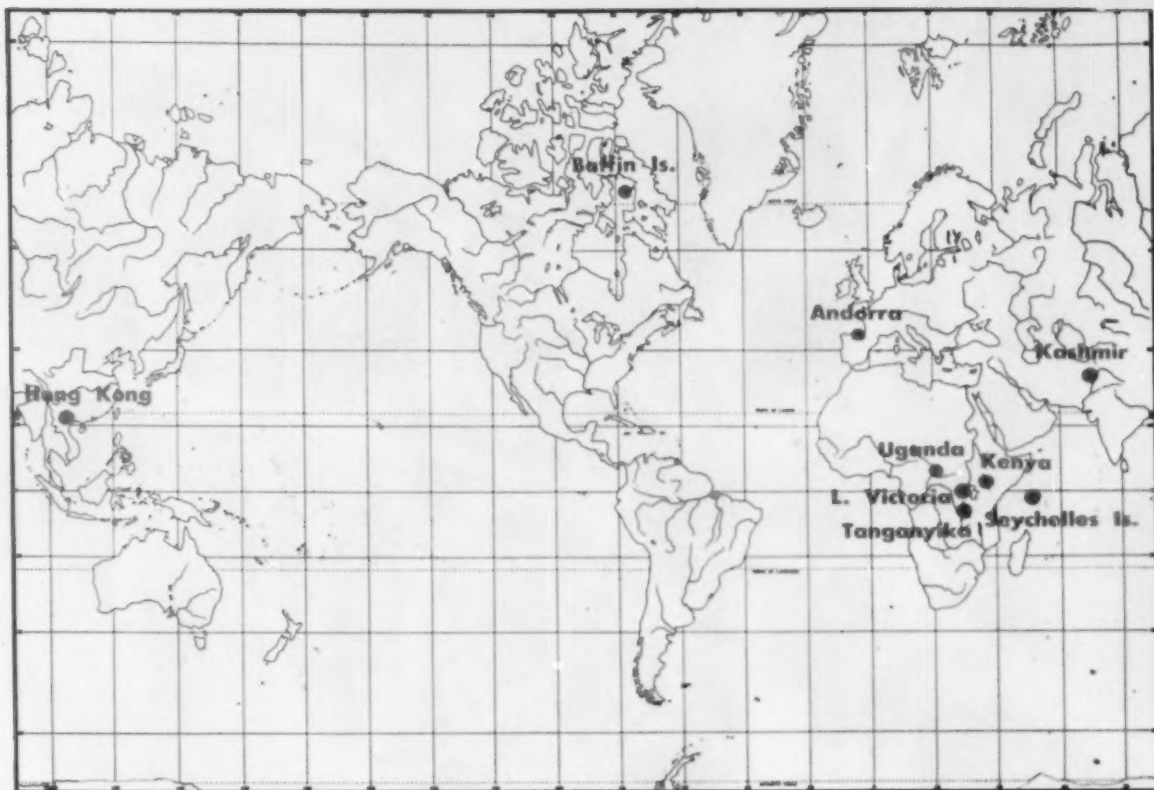 Baffin Is.
Andorra
Kashmir
Hong Kong
Uganda
Kenya
L. Victoria
Seychelles Is.
Tanganyika